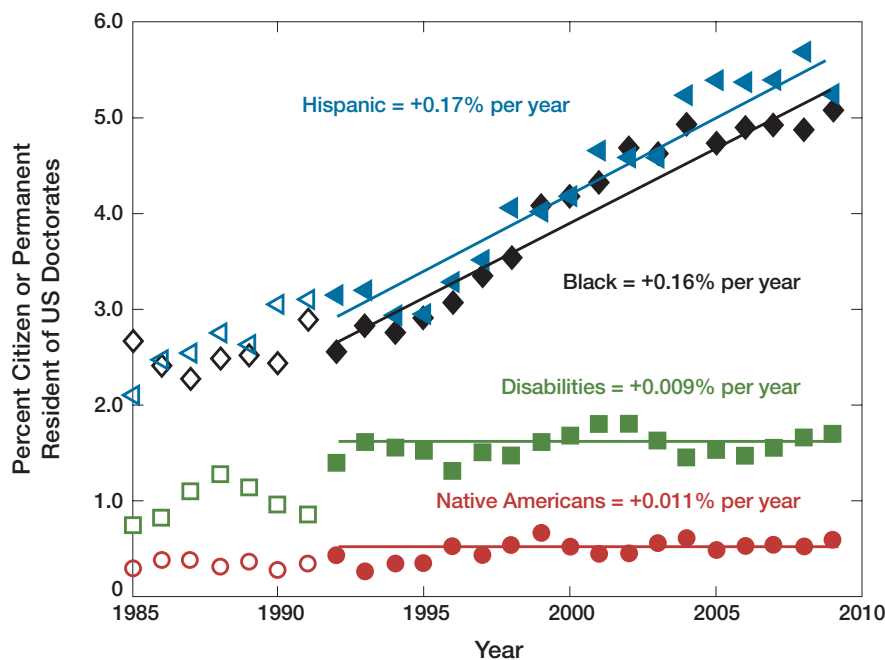 6.0
5.0
4.0
3.0
2.0
1.0
0
Percent Citizen or Permanent
Resident of US Doctorates
Hispanic = +0.17% per year
Black = +0.16% per year
Disabilities = +0.009% per year
Native Americans = +0.011% per year
1985 1990 1995 2000 2005 2010
Year